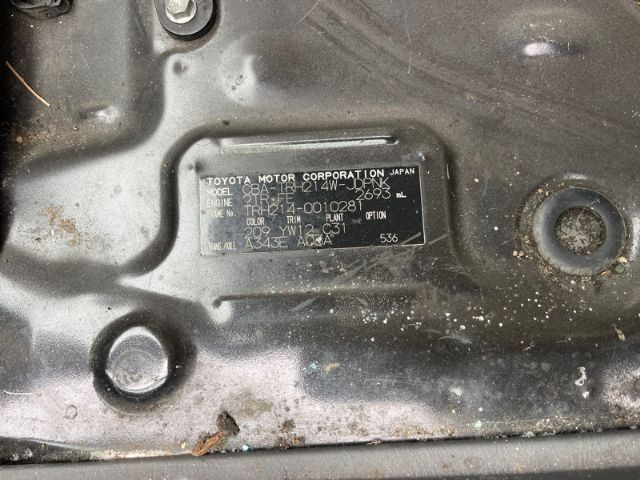 TOYOTA MOTOR CORPORATION JAPAN
MODEL CBA-TRH214W-JDPNK
ENGINE 2TR-FE 2693 mL
FRAME No. TRH214-0010281
COLOR TRIM PLANT OPTION
209 YW12 C31
TRANS/AXLE A343E A03A 536